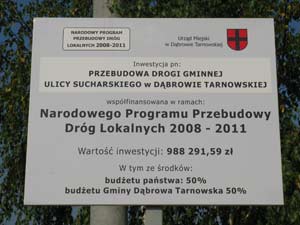 NARODOWY PROGRAM
PRZEBUDOWY DRÓG
LOKALNYCH 2008-2011
Urząd Miejski
w Dąbrowie Tarnowskiej
Inwestycja pn:
PRZEBUDOWA DROGI GMINNEJ
ULICY SUCHARSKIEGO w DĄBROWIE TARNOWSKIEJ
współfinansowana w ramach:
Narodowego Programu Przebudowy
Dróg Lokalnych 2008 - 2011
Wartość inwestycji: 988 291,59 zł
W tym ze środków:
budżetu państwa: 50%
budżetu Gminy Dąbrowa Tarnowska 50%